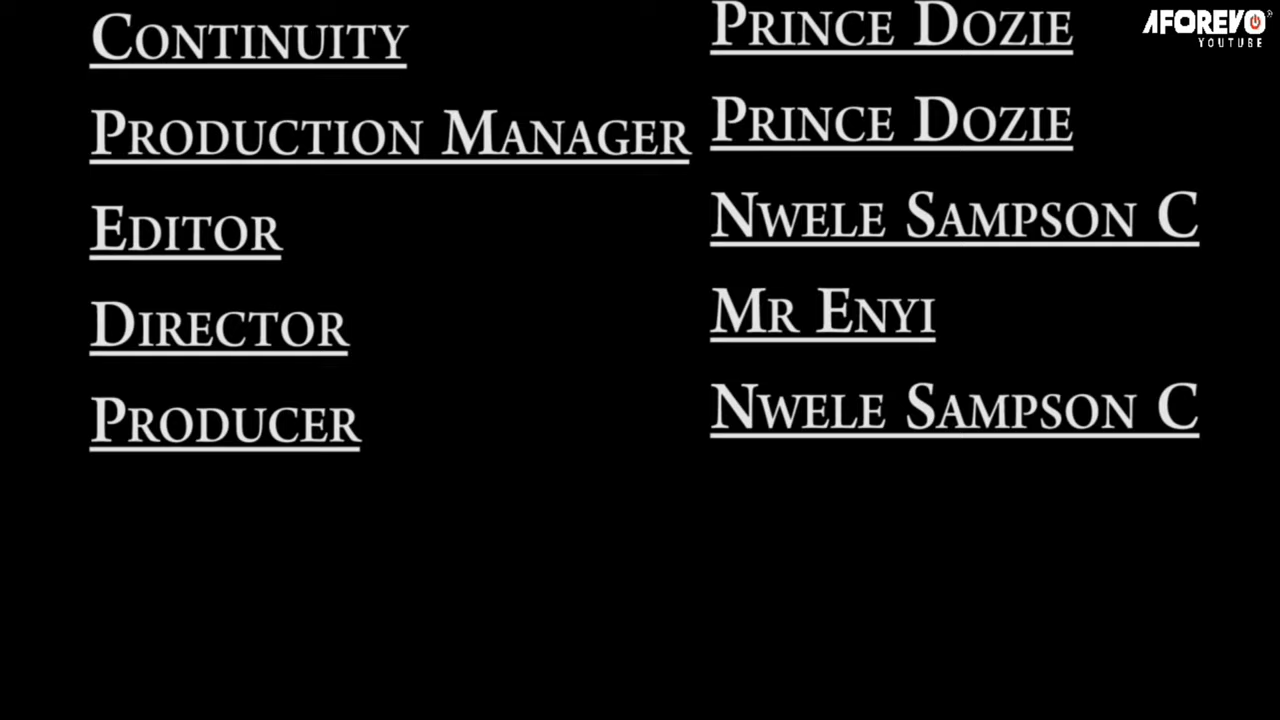 CONTINUITY PRINCE DOZIE
PRODUCTION MANAGER PRINCE DOZIE
EDITOR NWELE SAMPSON C
DIRECTOR MR ENYI
PRODUCER NWELE SAMPSON C
AFOREVO
YOUTUBE